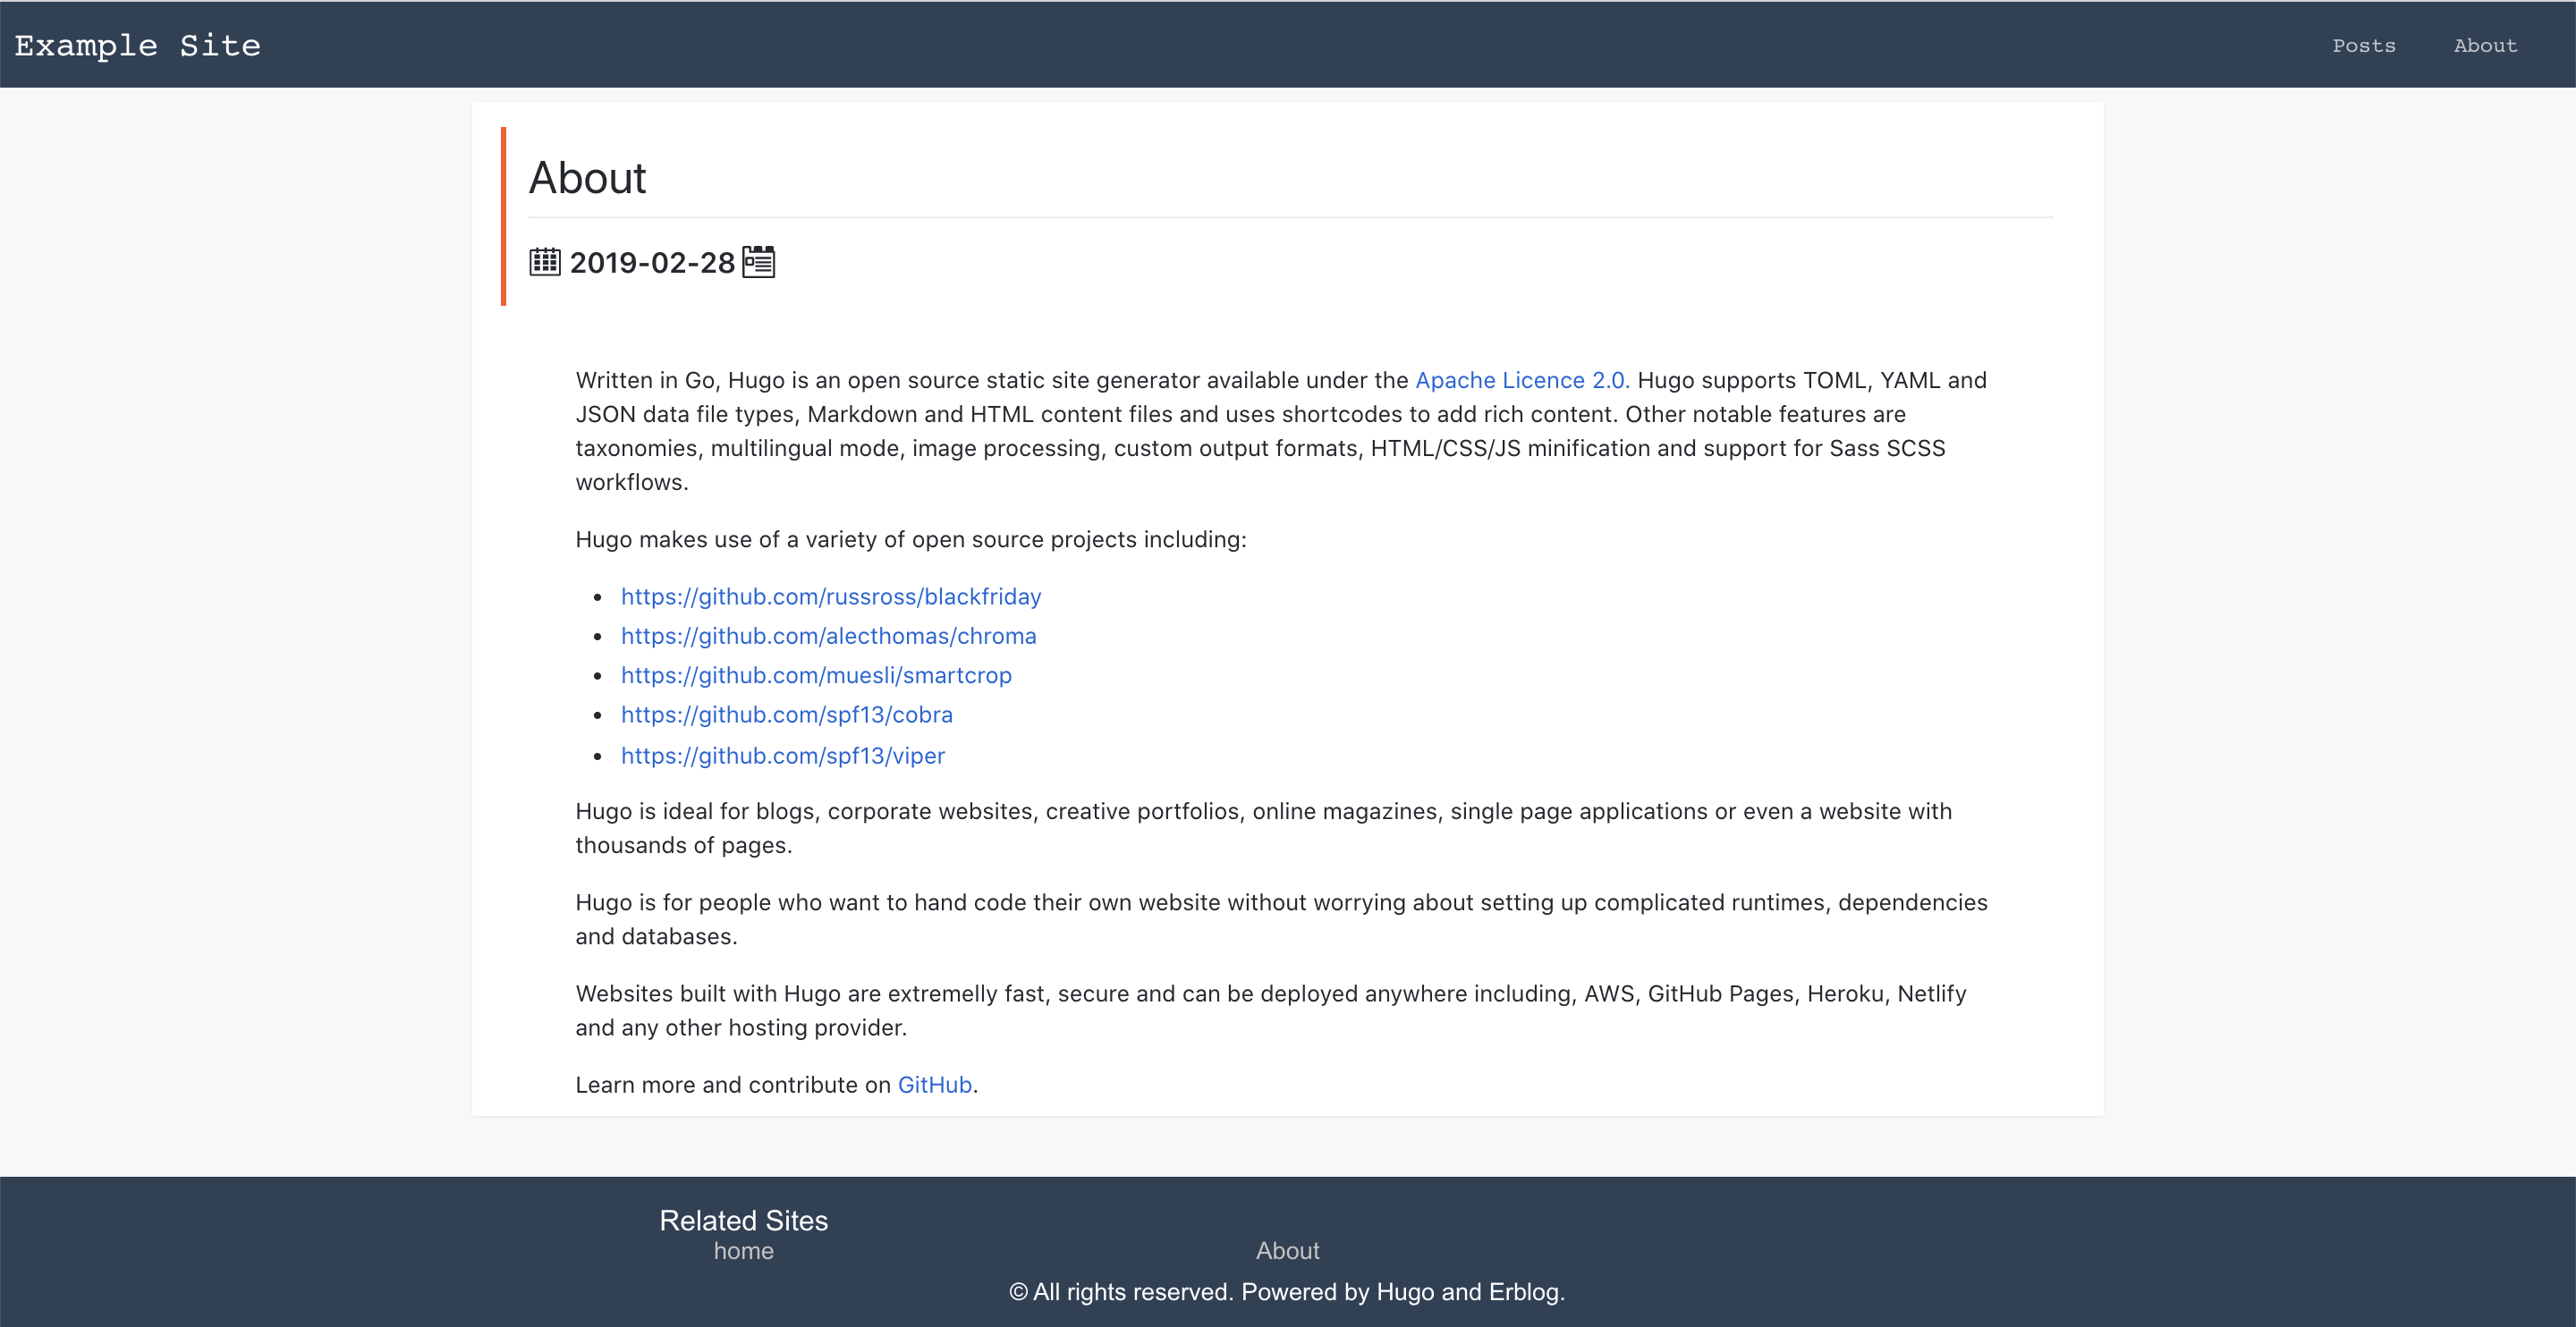 Example Site
Posts
About
About
2019-02-28
Written in Go, Hugo is an open source static site generator available under the Apache Licence 2.0. Hugo supports TOML, YAML and
JSON data file types, Markdown and HTML content files and uses shortcodes to add rich content. Other notable features are
taxonomies, multilingual mode, image processing, custom output formats, HTML/CSS/JS minification and support for Sass SCSS
workflows.
Hugo makes use of a variety of open source projects including:
• https://github.com/russross/blackfriday
• https://github.com/alecthomas/chroma
• https://github.com/muesli/smartcrop
• https://github.com/spf13/cobra
• https://github.com/spf13/viper
Hugo is ideal for blogs, corporate websites, creative portfolios, online magazines, single page applications or even a website with
thousands of pages.
Hugo is for people who want to hand code their own website without worrying about setting up complicated runtimes, dependencies
and databases.
Websites built with Hugo are extremelly fast, secure and can be deployed anywhere including, AWS, GitHub Pages, Heroku, Netlify
and any other hosting provider.
Learn more and contribute on GitHub.
Related Sites
home
About
© All rights reserved. Powered by Hugo and Erblog.